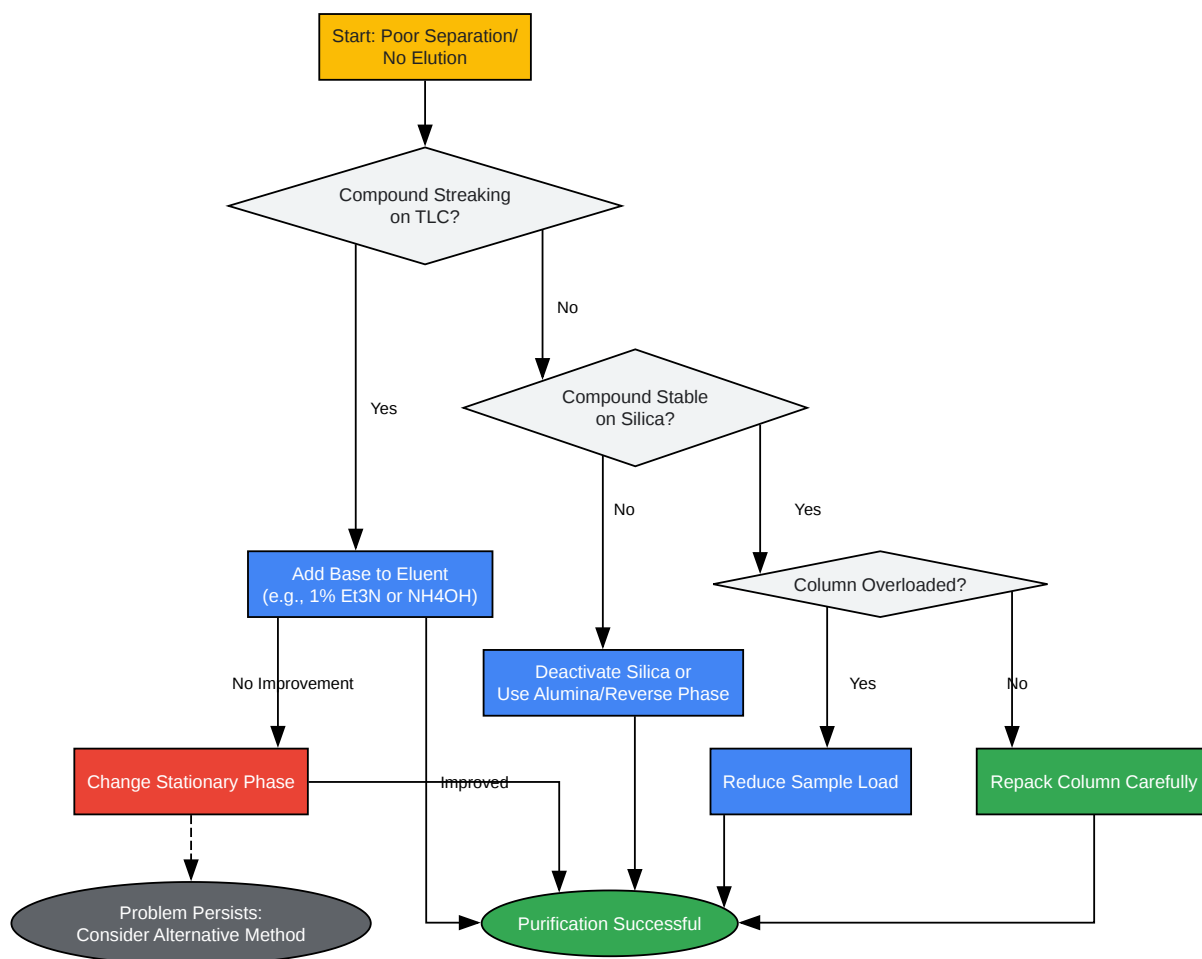 Start: Poor Separation/
No Elution
Compound Streaking
on TLC?
No
Compound Stable
on Silica?
Yes
No
Yes
Add Base to Eluent
(e.g., 1% Et3N or NH4OH)
Column Overloaded?
Deactivate Silica or
Use Alumina/Reverse Phase
No Improvement
Yes
No
Change Stationary Phase
Improved
Reduce Sample Load
Repack Column Carefully
Problem Persists:
Consider Alternative Method
Purification Successful